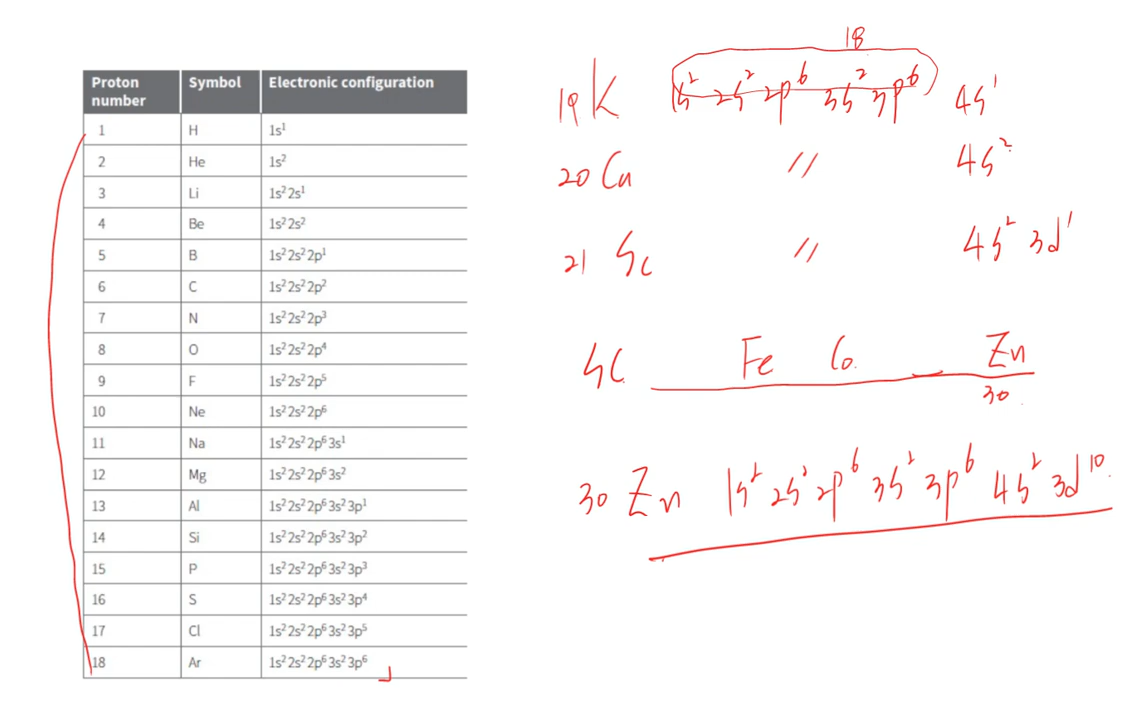 Proton number Symbol Electronic configuration
1 H 1s¹
2 He 1s²
3 Li 1s² 2s¹
4 Be 1s² 2s²
5 B 1s² 2s² 2p¹
6 C 1s² 2s² 2p²
7 N 1s² 2s² 2p³
8 O 1s² 2s² 2p⁴
9 F 1s² 2s² 2p⁵
10 Ne 1s² 2s² 2p⁶
11 Na 1s² 2s² 2p⁶ 3s¹
12 Mg 1s² 2s² 2p⁶ 3s²
13 Al 1s² 2s² 2p⁶ 3s² 3p¹
14 Si 1s² 2s² 2p⁶ 3s² 3p²
15 P 1s² 2s² 2p⁶ 3s² 3p³
16 S 1s² 2s² 2p⁶ 3s² 3p⁴
17 Cl 1s² 2s² 2p⁶ 3s² 3p⁵
18 Ar 1s² 2s² 2p⁶ 3s² 3p⁶
18
19 K 1s² 2s² 2p⁶ 3s² 3p⁶ 4s¹
20 Ca // 4s²
21 Sc // 4s² 3d¹
Sc Fe Co Zn
30
30 Zn 1s² 2s² 2p⁶ 3s² 3p⁶ 4s² 3d¹⁰